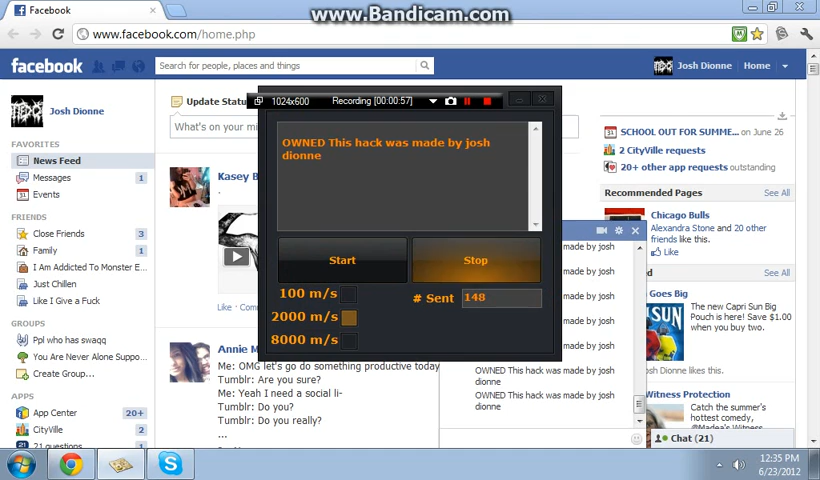 www.Bandicam.com
Facebook
www.facebook.com/home.php
facebook
Search for people, places and things
Josh Dionne
Home
1024x600
Recording [00:00:57]
Josh Dionne
FAVORITES
News Feed
Messages
1
Events
FRIENDS
Close Friends
3
Family
1
I Am Addicted To Monster E
Just Chillen
Like I Give a Fuck
GROUPS
Ppl who has swaqq
You Are Never Alone Suppo
Create Group...
APPS
App Center
20+
CityVille
2
21 questions
Update Statu
What's on your mi
Kasey B
Like · Comm
Annie M
Me: OMG let's go do something productive today
Tumblr: Are you sure?
Me: Yeah I need a social li-
Tumblr: Do you?
Tumblr: Do you really?
...
OWNED This hack was made by josh
dionne
Start
Stop
100 m/s
2000 m/s
8000 m/s
# Sent
148
made by josh
made by josh
made by josh
made by josh
made by josh
OWNED This hack was made by josh
dionne
OWNED This hack was made by josh
dionne
31
SCHOOL OUT FOR SUMME...
on June 26
2 CityVille requests
20+ other app requests outstanding
Recommended Pages
See All
Chicago Bulls
Alexandra Stone and 20 other
friends like this.
Like
See All
Goes Big
The new Capri Sun Big
Pouch is here! Save $1.00
when you buy two.
Dionne likes this.
Witness Protection
Catch the summer's
hottest comedy,
Chat (21)
12:35 PM
6/23/2012